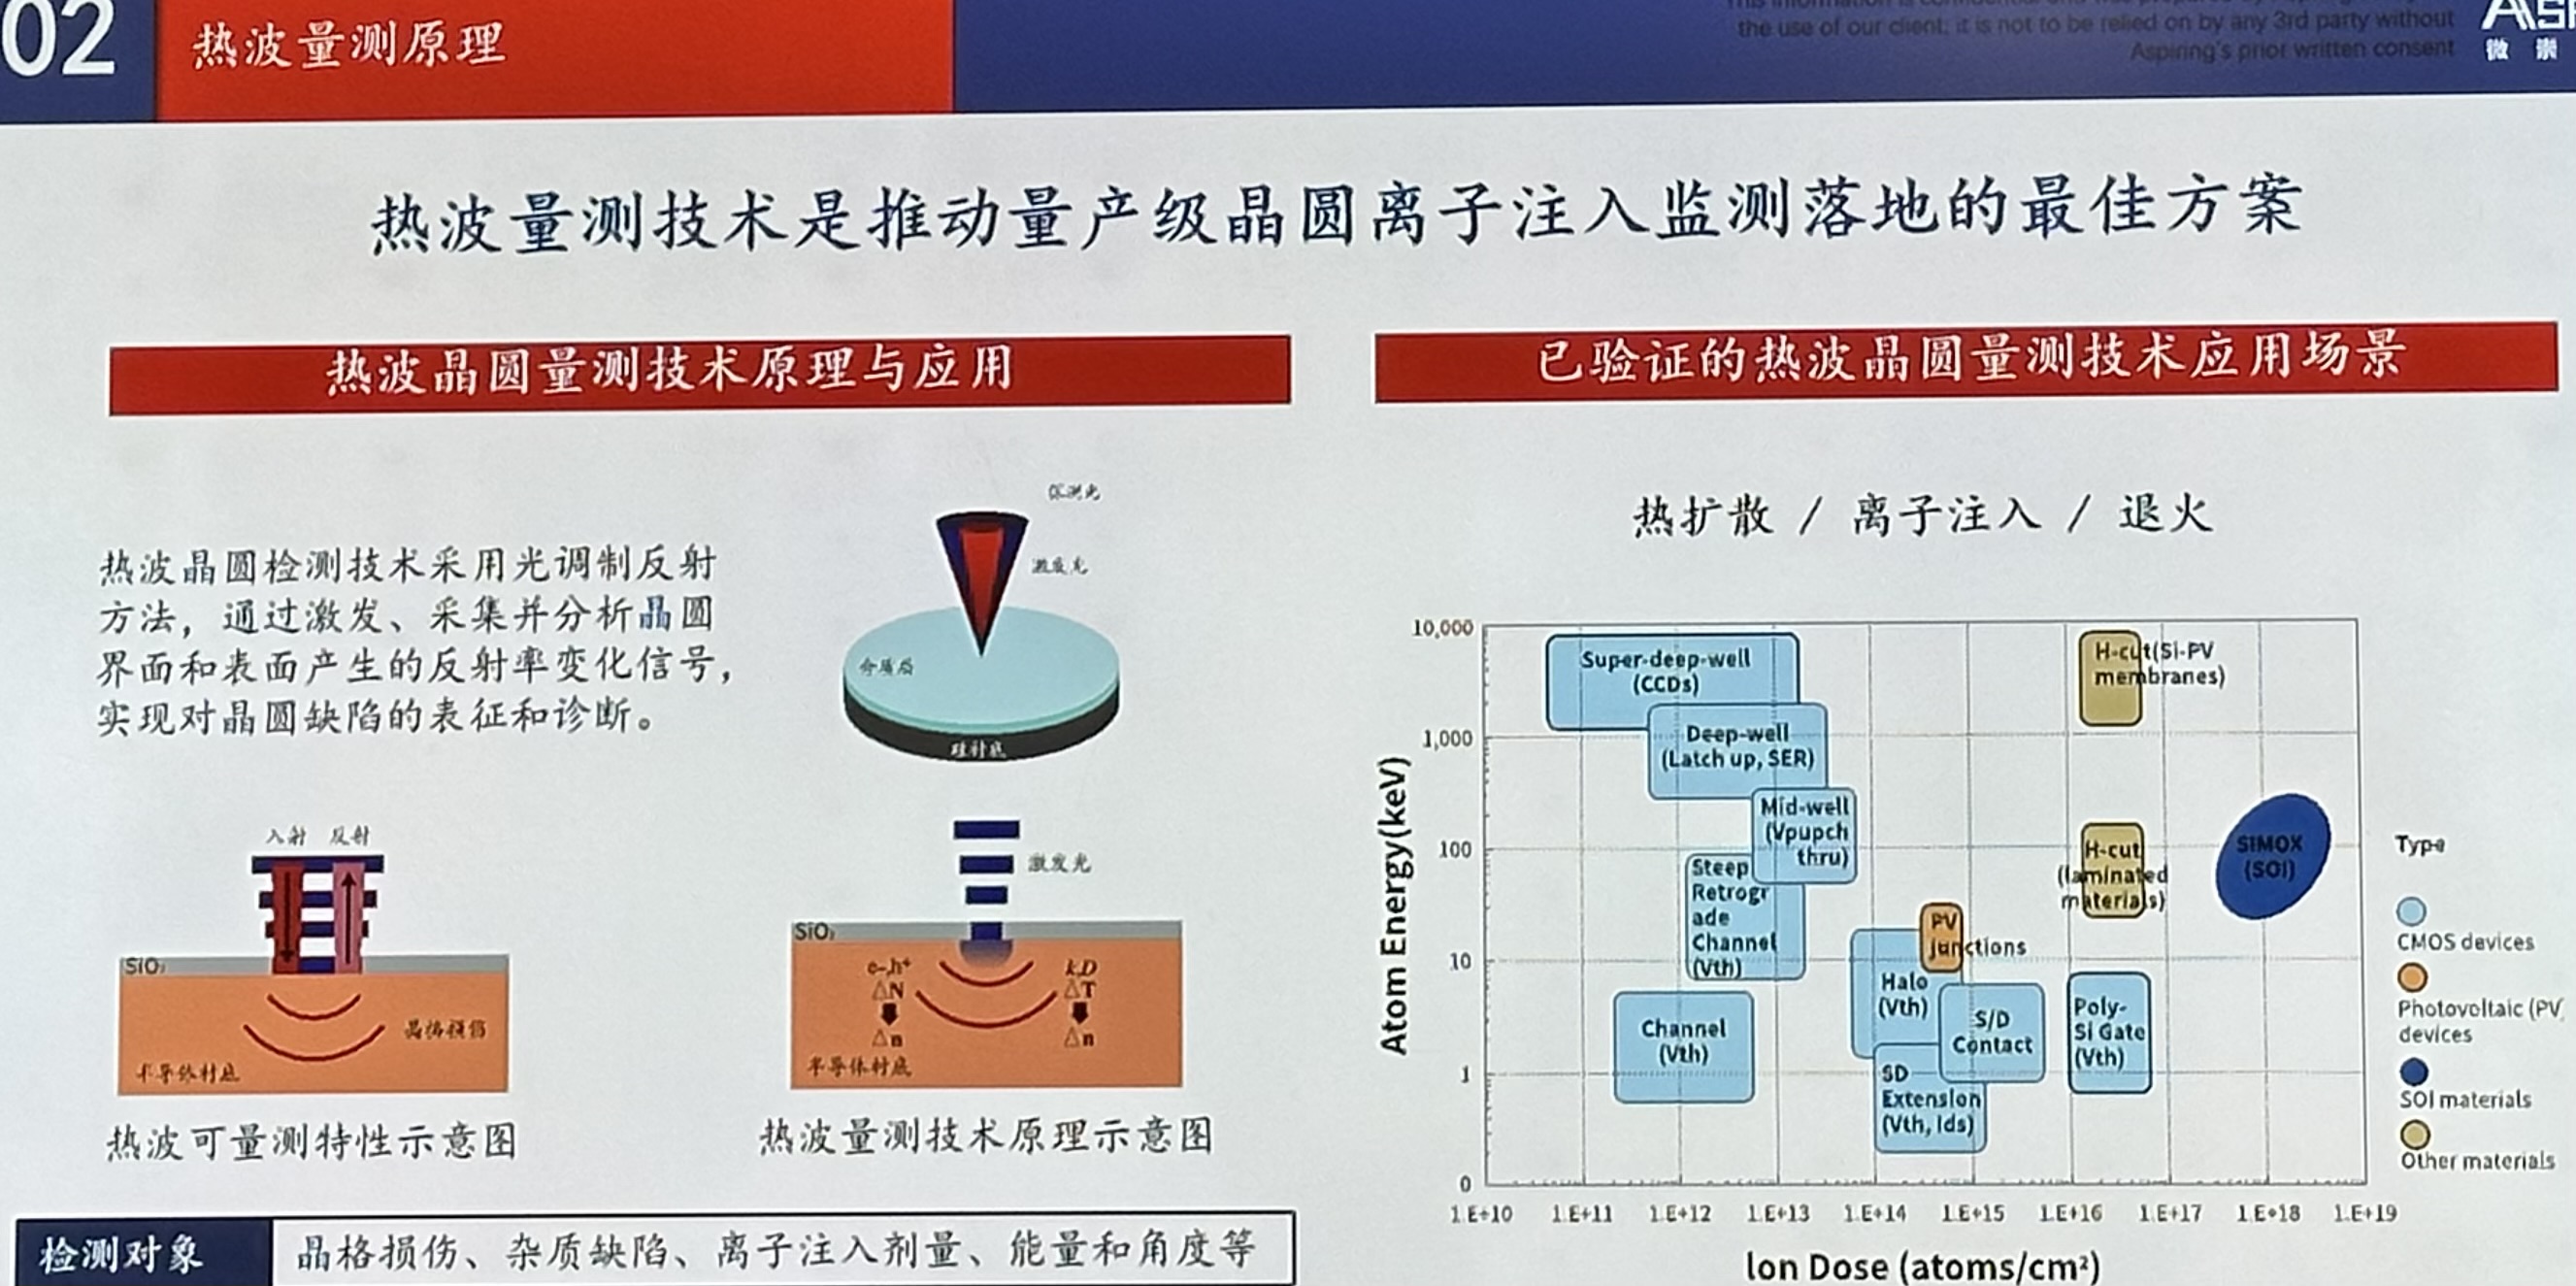 02
热波量测原理
the use of our client; it is not to be relied on by any 3rd party without
Aspiring's prior written consent
微 崇
热波量测技术是推动量产级晶圆离子注入监测落地的最佳方案
热波晶圆量测技术原理与应用
热波晶圆检测技术采用光调制反射
方法，通过激发、采集并分析晶圆
界面和表面产生的反射率变化信号，
实现对晶圆缺陷的表征和诊断。
探测光
激发光
介质层
硅衬底
入射 反射
SiO₂
晶格损伤
半导体衬底
热波可量测特性示意图
激发光
SiO₂
e-,h⁺
k,D
△N
△T
△n
△n
半导体衬底
热波量测技术原理示意图
检测对象
晶格损伤、杂质缺陷、离子注入剂量、能量和角度等
已验证的热波晶圆量测技术应用场景
热扩散 / 离子注入 / 退火
Atom Energy(keV)
10,000
1,000
100
10
1
0
Super-deep-well
(CCDs)
Deep-well
(Latch up, SER)
Mid-well
(Vpupch
thru)
Steep
Retrogr
ade
Channel
(Vth)
Channel
(Vth)
Halo
(Vth)
PV
junctions
S/D
Contact
SD
Extension
(Vth, Ids)
Poly-
Si Gate
(Vth)
H-cut(Si-PV
membranes)
H-cut
(laminated
materials)
SIMOX
(SOI)
1.E+10 1.E+11 1.E+12 1.E+13 1.E+14 1.E+15 1.E+16 1.E+17 1.E+18 1.E+19
Ion Dose (atoms/cm²)
Type
CMOS devices
Photovoltaic (PV
devices
SOI materials
Other materials